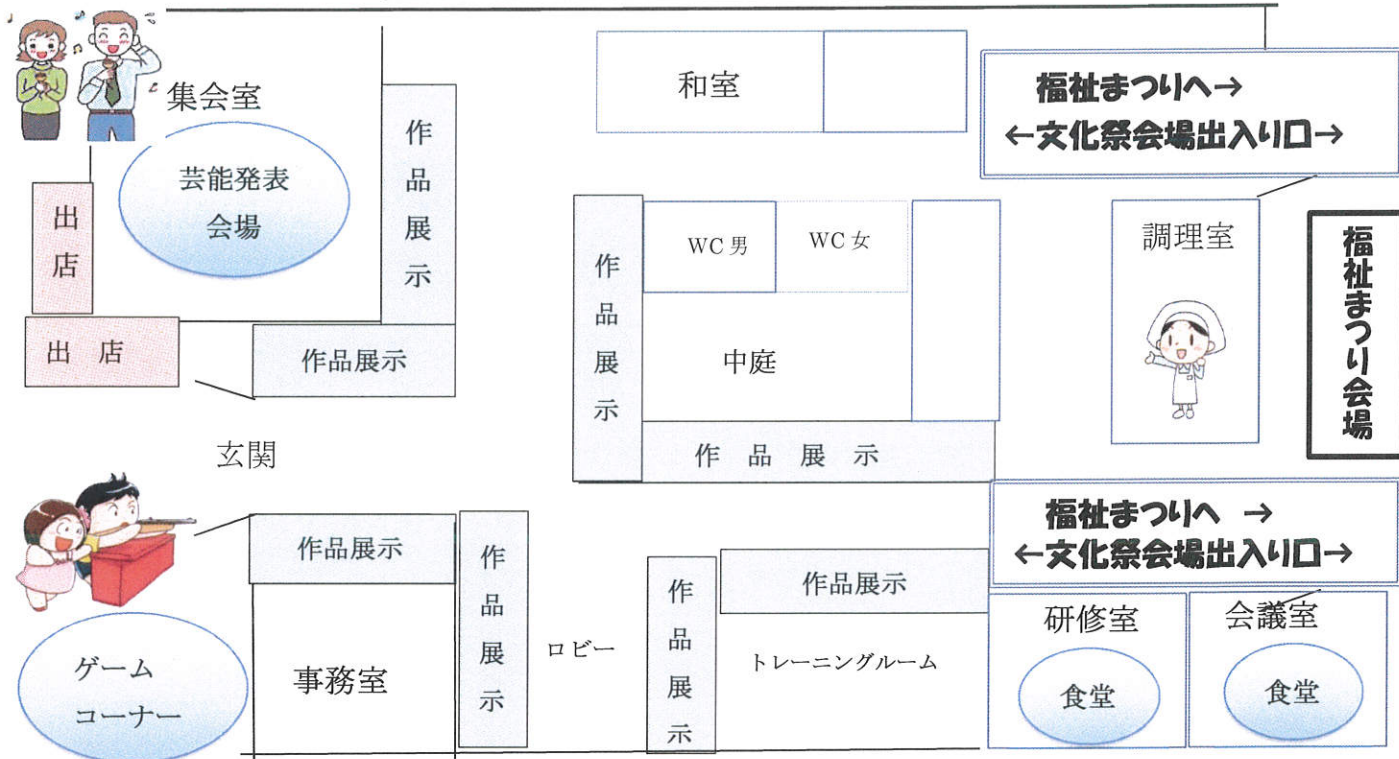 集会室
芸能発表
会場
作品展示
出店
出 店
作品展示
和室
福祉まつりへ→
←文化祭会場出入り口→
作品展示
WC 男
WC 女
中庭
作 品 展 示
調理室
福祉まつり会場
玄関
作品展示
作品展示
事務室
ゲーム
コーナー
ロビー
作品展示
作品展示
トレーニングルーム
福祉まつりへ →
←文化祭会場出入り口→
研修室
食堂
会議室
食堂